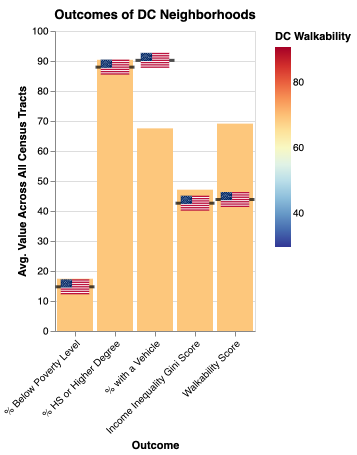 Outcomes of DC Neighborhoods
DC Walkability
100
90
80
70
60
50
40
30
20
10
0
Avg. Value Across All Census Tracts
% Below Poverty Level
% HS or Higher Degree
% with a Vehicle
Income Inequality Gini Score
Walkability Score
Outcome
80
60
40